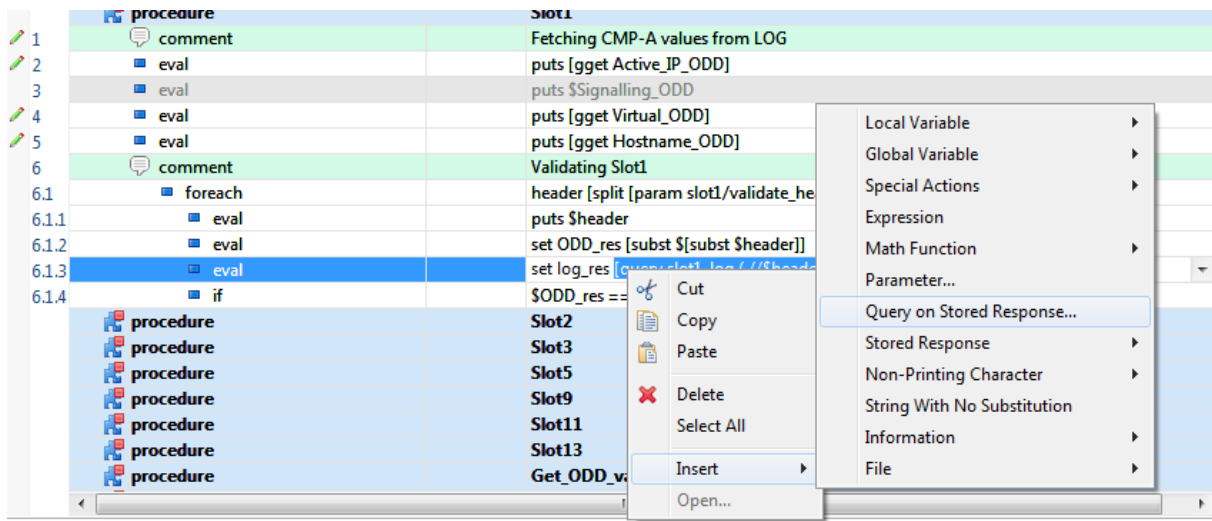 procedure Slot1
1 comment Fetching CMP-A values from LOG
2 eval puts [gget Active_IP_ODD]
3 eval puts $Signalling_ODD
4 eval puts [gget Virtual_ODD]
5 eval puts [gget Hostname_ODD]
6 comment Validating Slot1
6.1 foreach header [split [param slot1/validate_hea
6.1.1 eval puts $header
6.1.2 eval set ODD_res [subst $[subst $header]]
6.1.3 eval set log_res [query slot1_log ( //$heade
6.1.4 if $ODD_res ==
procedure Slot2
procedure Slot3
procedure Slot5
procedure Slot9
procedure Slot11
procedure Slot13
procedure Get_ODD_va
Cut
Copy
Paste
Delete
Select All
Insert
Open...
Local Variable
Global Variable
Special Actions
Expression
Math Function
Parameter...
Query on Stored Response...
Stored Response
Non-Printing Character
String With No Substitution
Information
File